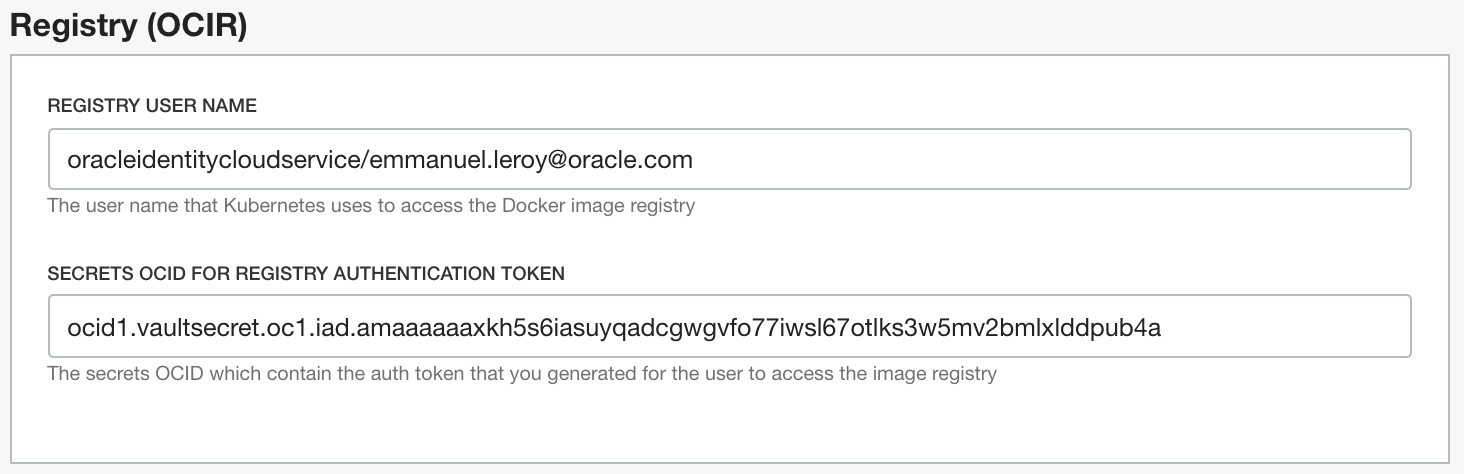 Registry (OCIR)
REGISTRY USER NAME
oracleidentitycloudservice/emmanuel.leroy@oracle.com
The user name that Kubernetes uses to access the Docker image registry
SECRETS OCID FOR REGISTRY AUTHENTICATION TOKEN
ocid1.vaultsecret.oc1.iad.amaaaaaaxkh5s6iasuyqadcgwgvfo77iwsl67otlks3w5mv2bmlxlddpub4a
The secrets OCID which contain the auth token that you generated for the user to access the image registry